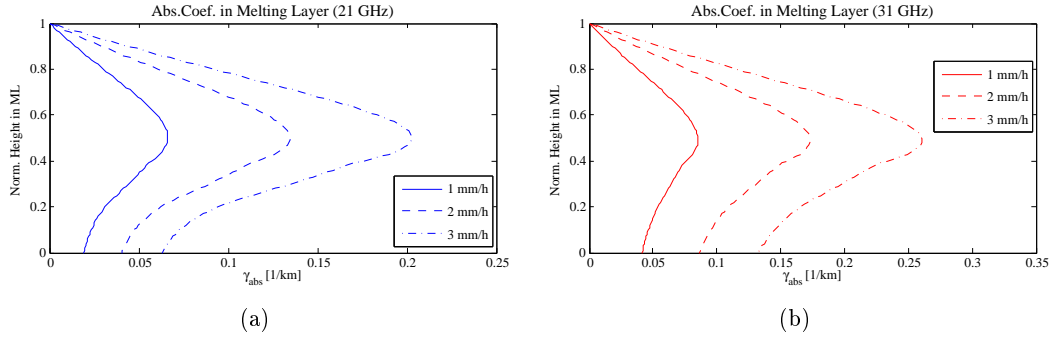 Abs.Coef. in Melting Layer (21 GHz)
Norm. Height in ML
1
0.8
0.6
0.4
0.2
0
0
0.05
0.1
0.15
0.2
0.25
γabs [1/km]
1 mm/h
2 mm/h
3 mm/h
(a)
Abs.Coef. in Melting Layer (31 GHz)
Norm. Height in ML
1
0.8
0.6
0.4
0.2
0
0
0.05
0.1
0.15
0.2
0.25
0.3
0.35
γabs [1/km]
1 mm/h
2 mm/h
3 mm/h
(b)